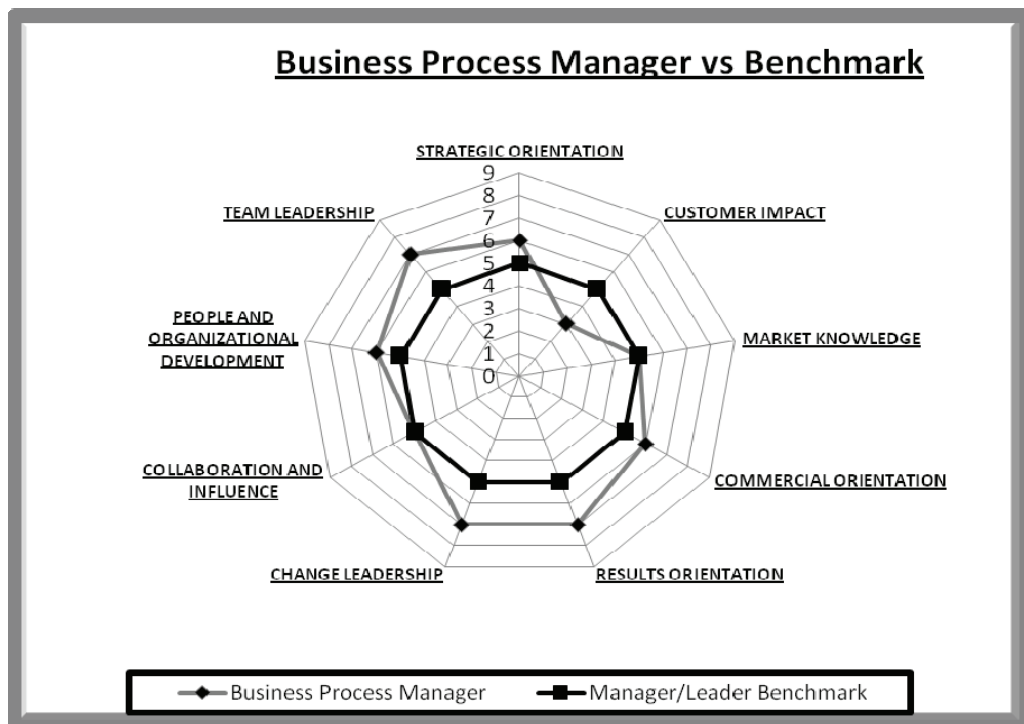 Business Process Manager vs Benchmark
STRATEGIC ORIENTATION
9
8
7
6
5
4
3
2
1
0
CUSTOMER IMPACT
MARKET KNOWLEDGE
COMMERCIAL ORIENTATION
RESULTS ORIENTATION
CHANGE LEADERSHIP
COLLABORATION AND
INFLUENCE
PEOPLE AND
ORGANIZATIONAL
DEVELOPMENT
TEAM LEADERSHIP
Business Process Manager
Manager/Leader Benchmark